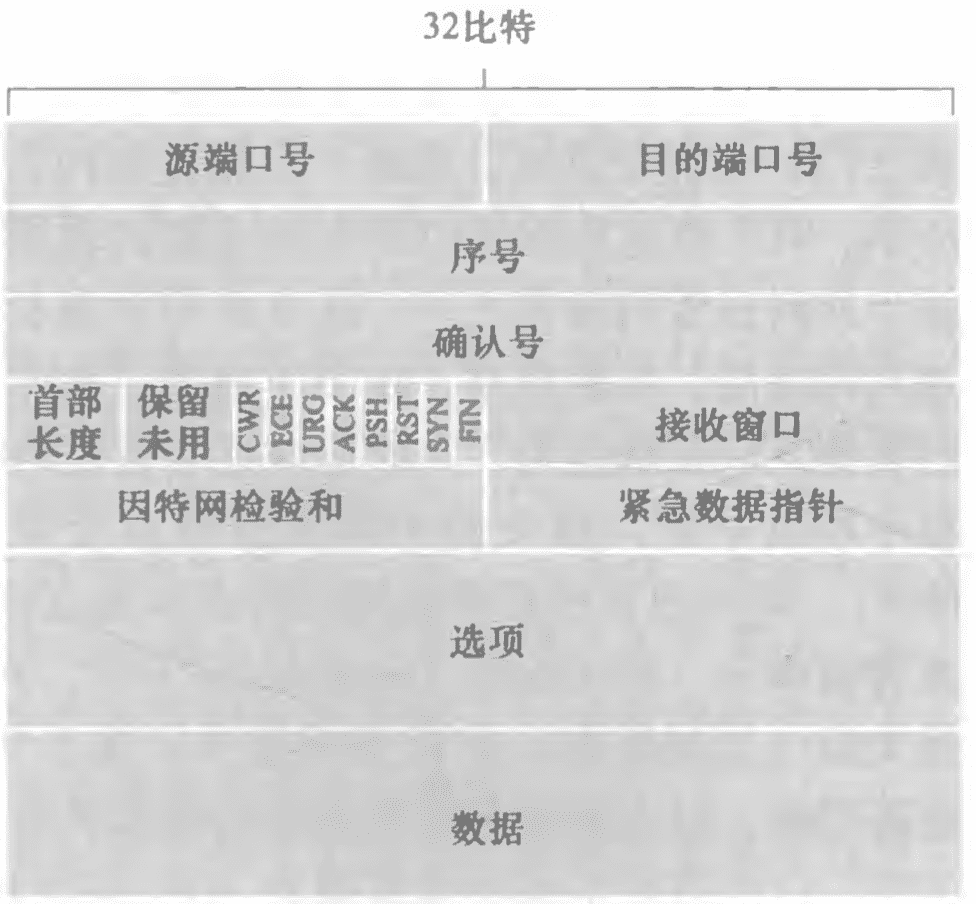 32比特
源端口号 目的端口号
序号
确认号
首部 保留 CWR ECE URG ACK PSH RST SYN FIN 接收窗口
长度 未用
因特网检验和 紧急数据指针
选项
数据